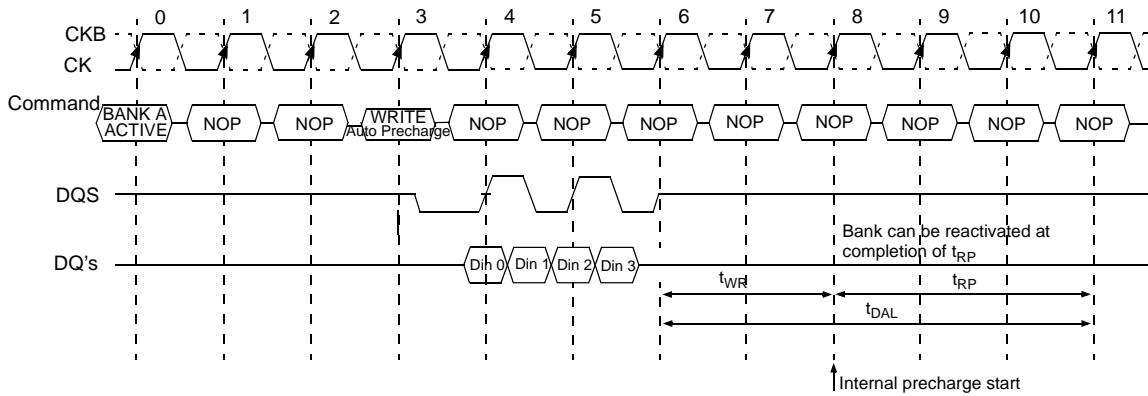 0 1 2 3 4 5 6 7 8 9 10 11
CKB
CK
Command
BANK A
ACTIVE
NOP NOP
WRITE
Auto Precharge
NOP NOP NOP NOP NOP NOP NOP NOP
DQS
Bank can be reactivated at
completion of tRP
DQ's
Din 0 Din 1 Din 2 Din 3
tWR tRP
tDAL
Internal precharge start